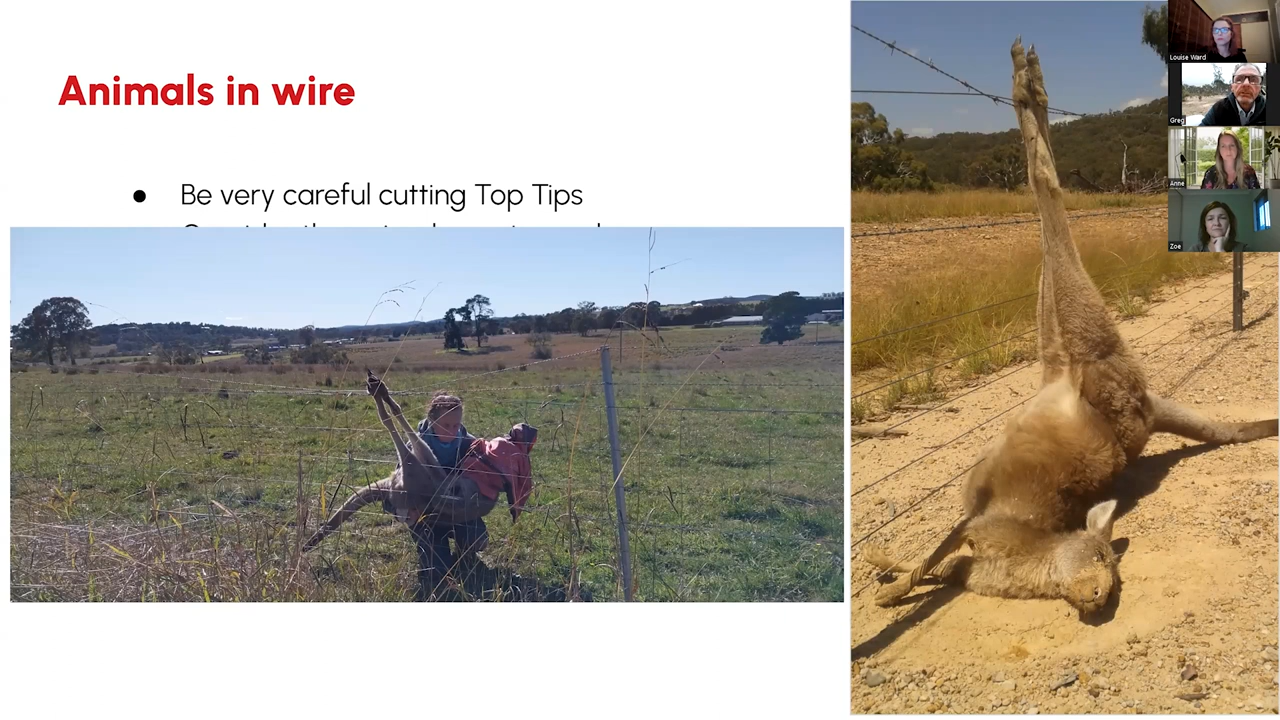 Animals in wire
● Be very careful cutting Top Tips
Louise Ward
Greg
Anne
Zoe